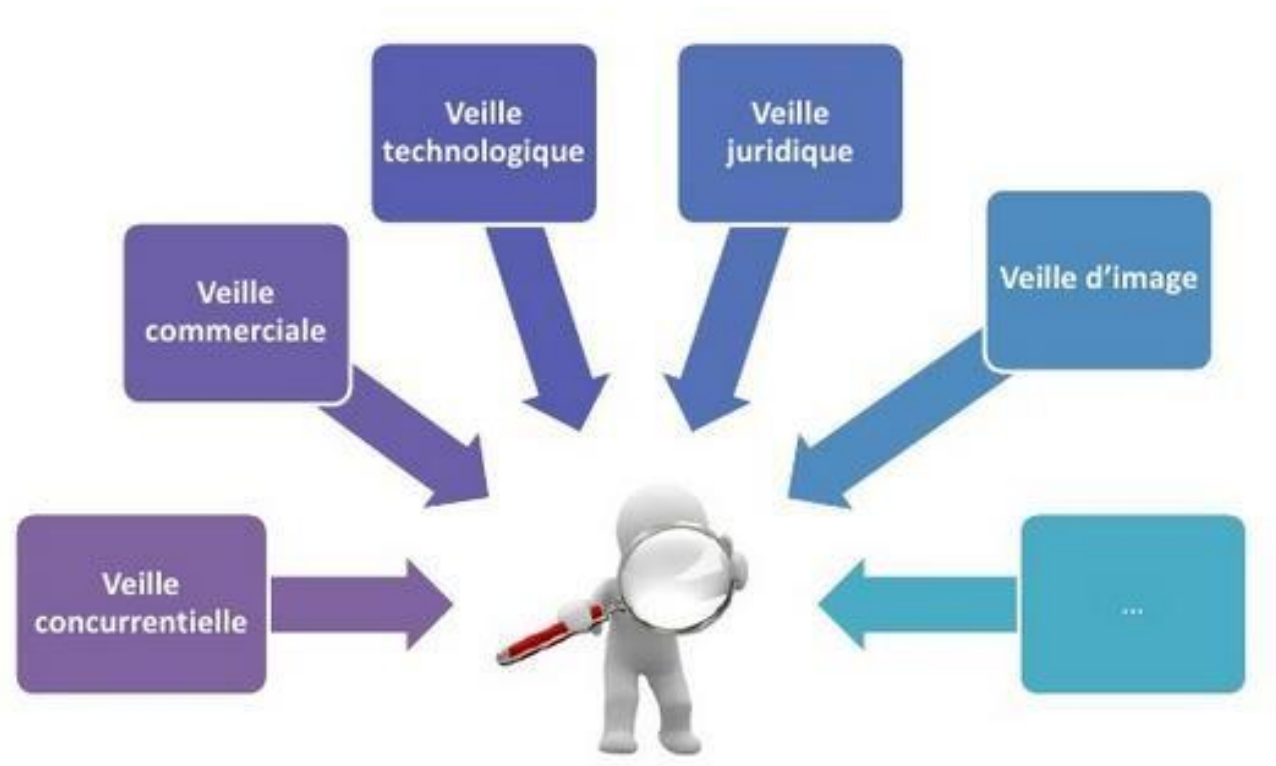 Veille
technologique
Veille
juridique
Veille
commerciale
Veille d'image
Veille
concurrentielle
...